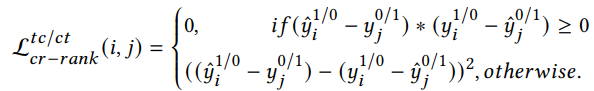 0, if(ŷ_i^{1/0} − y_j^{0/1}) ∗ (y_i^{1/0} − ŷ_j^{0/1}) ≥ 0
ℒ_{cr−rank}^{tc/ct}(i, j) = {
((ŷ_i^{1/0} − y_j^{0/1}) − (y_i^{1/0} − ŷ_j^{0/1}))², otherwise.